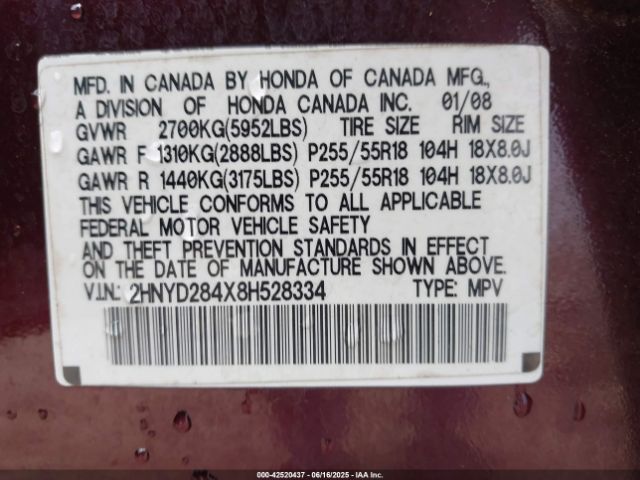 MFD. IN CANADA BY HONDA OF CANADA MFG.,
A DIVISION OF HONDA CANADA INC. 01/08
GVWR 2700KG(5952LBS) TIRE SIZE RIM SIZE
GAWR F 1310KG(2888LBS) P255/55R18 104H 18X8.0J
GAWR R 1440KG(3175LBS) P255/55R18 104H 18X8.0J
THIS VEHICLE CONFORMS TO ALL APPLICABLE
FEDERAL MOTOR VEHICLE SAFETY
AND THEFT PREVENTION STANDARDS IN EFFECT
ON THE DATE OF MANUFACTURE SHOWN ABOVE.
V.I.N: 2HNYD284X8H528334 TYPE: MPV
000-42520437 - 06/16/2025 - IAA Inc.